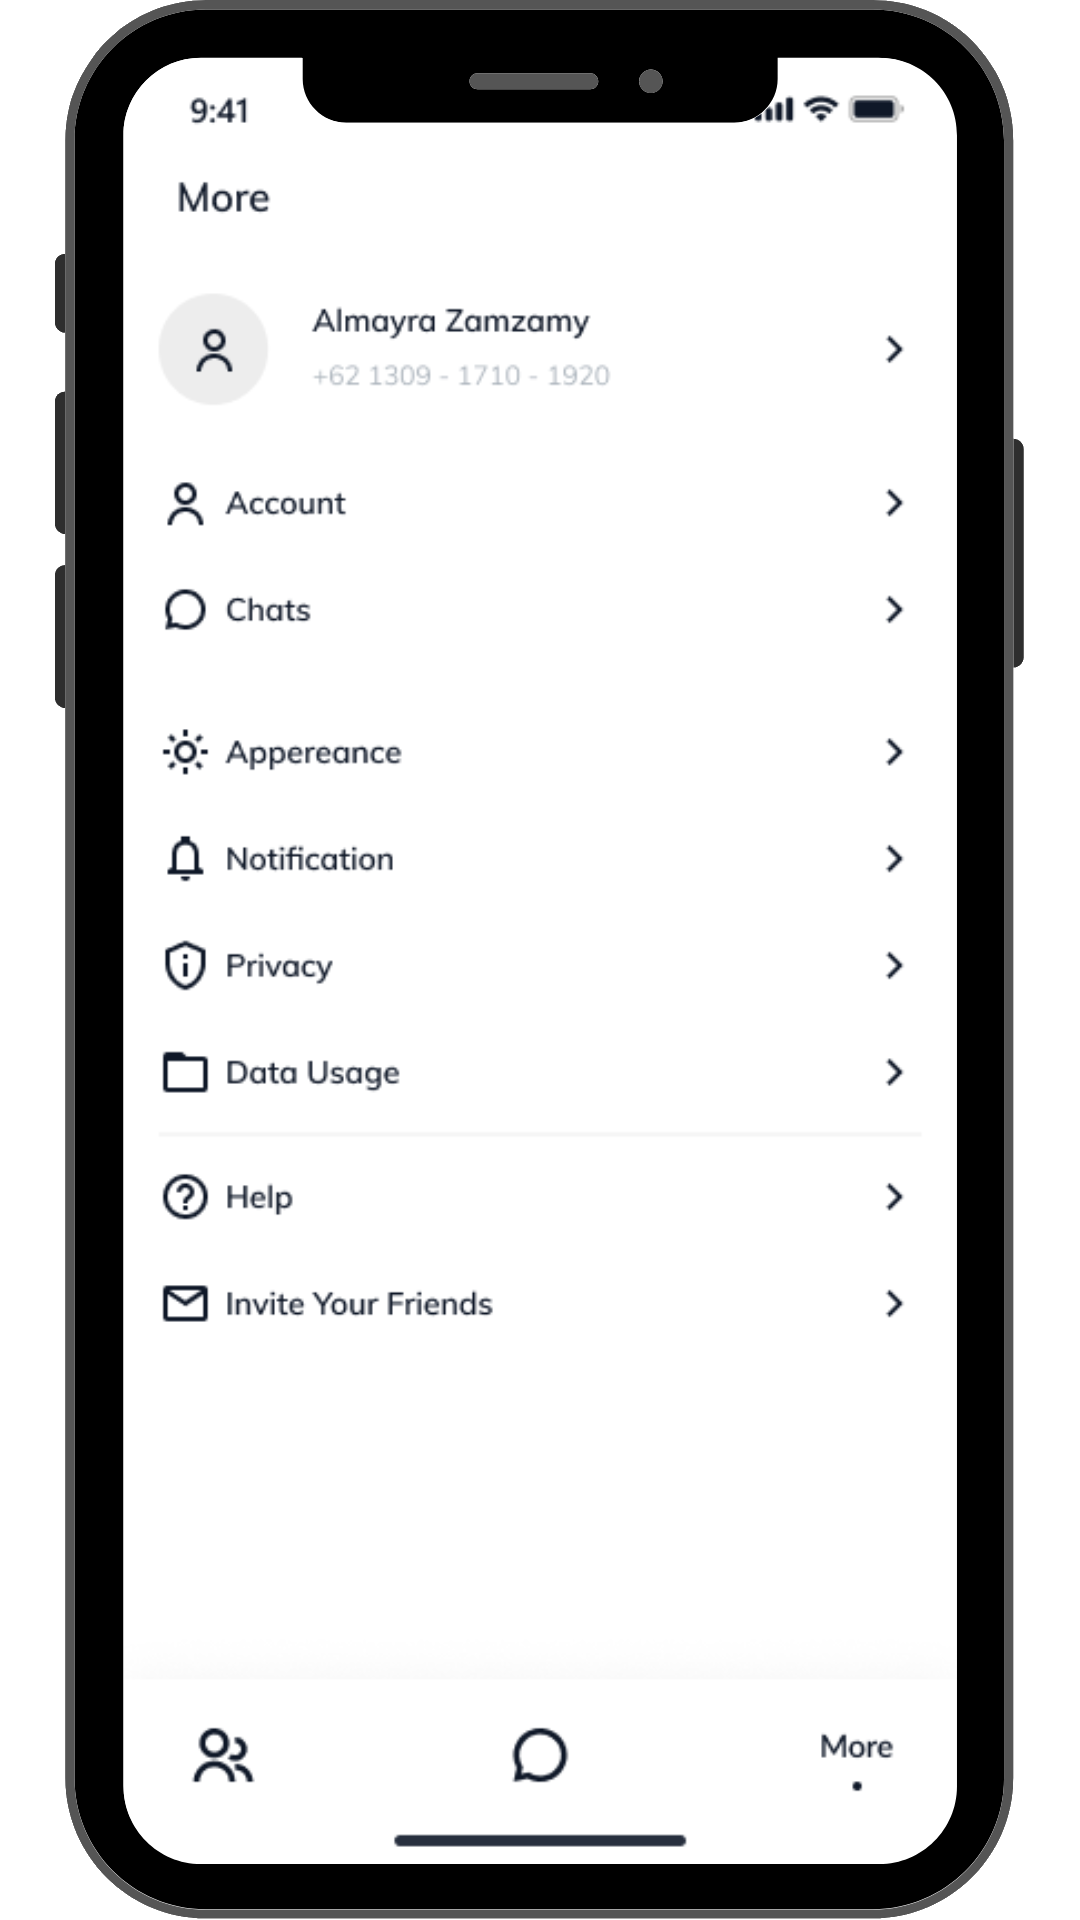 9:41
More
Almayra Zamzamy
+62 1309 - 1710 - 1920
Account
Chats
Appereance
Notification
Privacy
Data Usage
Help
Invite Your Friends
More